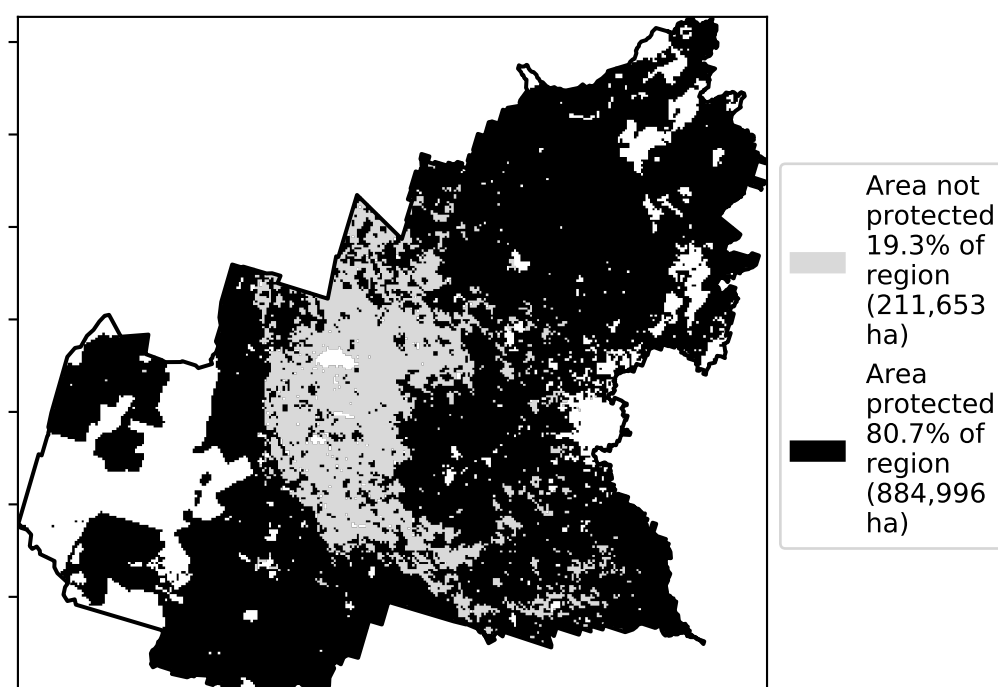 Area not
protected
19.3% of
region
(211,653
ha)
Area
protected
80.7% of
region
(884,996
ha)